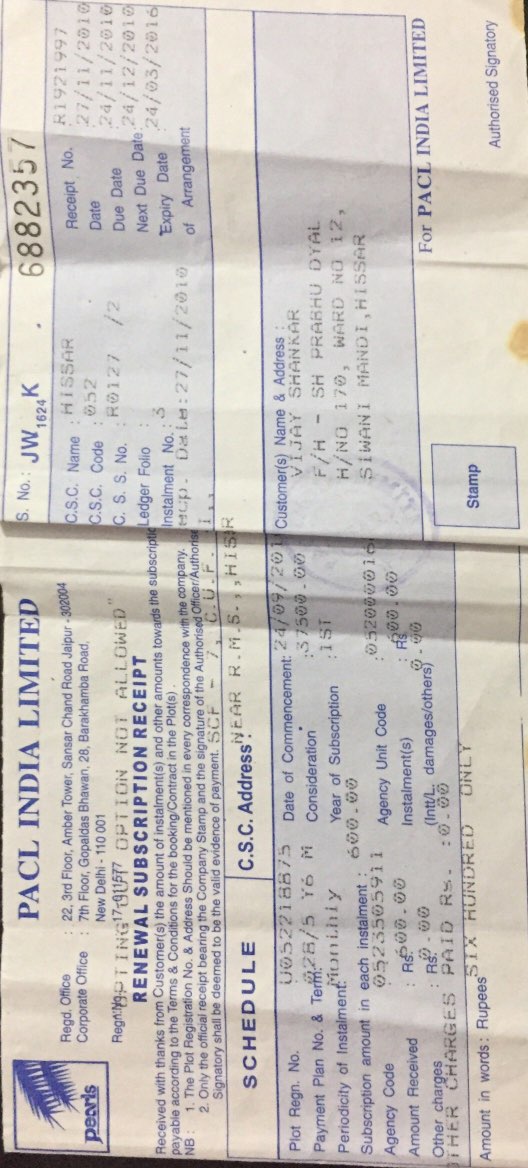 pearls
PACL INDIA LIMITED
Regd. Office : 22, 3rd Floor, Amber Tower, Sansar Chand Road Jaipur - 302004
Corporate Office : 7th Floor, Gopaldas Bhawan, 28, Barakhamba Road,
New Delhi - 110 001
Regn. No. 17-
OPTING OUT OPTION NOT ALLOWED"
RENEWAL SUBSCRIPTION RECEIPT
Received with thanks from Customer(s) the amount of instalment(s) and other amounts towards the subscription
payable according to the Terms & Conditions for the booking/Contract in the Plot(s).
NB : 1. The Plot Registration No. & Address Should be mentioned in every correspondence with the company.
2. Only the official receipt bearing the Company Stamp and the signature of the Authorised Officer/Authorised
Signatory shall be deemed to be the valid evidence of payment.
S. No. : JW 1624 K . 6882357
C.S.C. Name : HISSAR
C.S.C. Code : 052
C. S. S. No. : R0127 /2
Ledger Folio :
Instalment No. : 3
Rcp. Date:27/11/2010
Receipt No. R1921997
Date 27/11/2010
Due Date 24/11/2010
Next Due Date 24/12/2010
*Expiry Date 24/03/2016
of Arrangement
SCHEDULE
C.S.C. Address :
NEAR R.M.S.,,HISAR
Plot Regn. No. : U052218875
Payment Plan No. & Term: 028/5 Y6 M
Periodicity of Instalment: Monthly
Subscription amount in each Instalment : 600.00
Agency Code 0523505911
Amount Received : Rs. 600.00
Other charges : Rs. 0.00
THER CHARGES PAID Rs. :0.00
Amount in words : Rupees SIX HUNDRED ONLY
Date of Commencement: 24/09/201
Consideration :37500.00
Year of Subscription :1ST
Agency Unit Code
Instalment(s) : Rs. 600.00
(Intt/L. damages/others) 0.00
Customer(s) Name & Address :
VIJAY SHANKAR
F/H - SH PRABHU DYAL
H/NO 170, WARD NO 12,
SIWANI MANDI,HISSAR
Stamp
For PACL INDIA LIMITED
Authorised Signatory